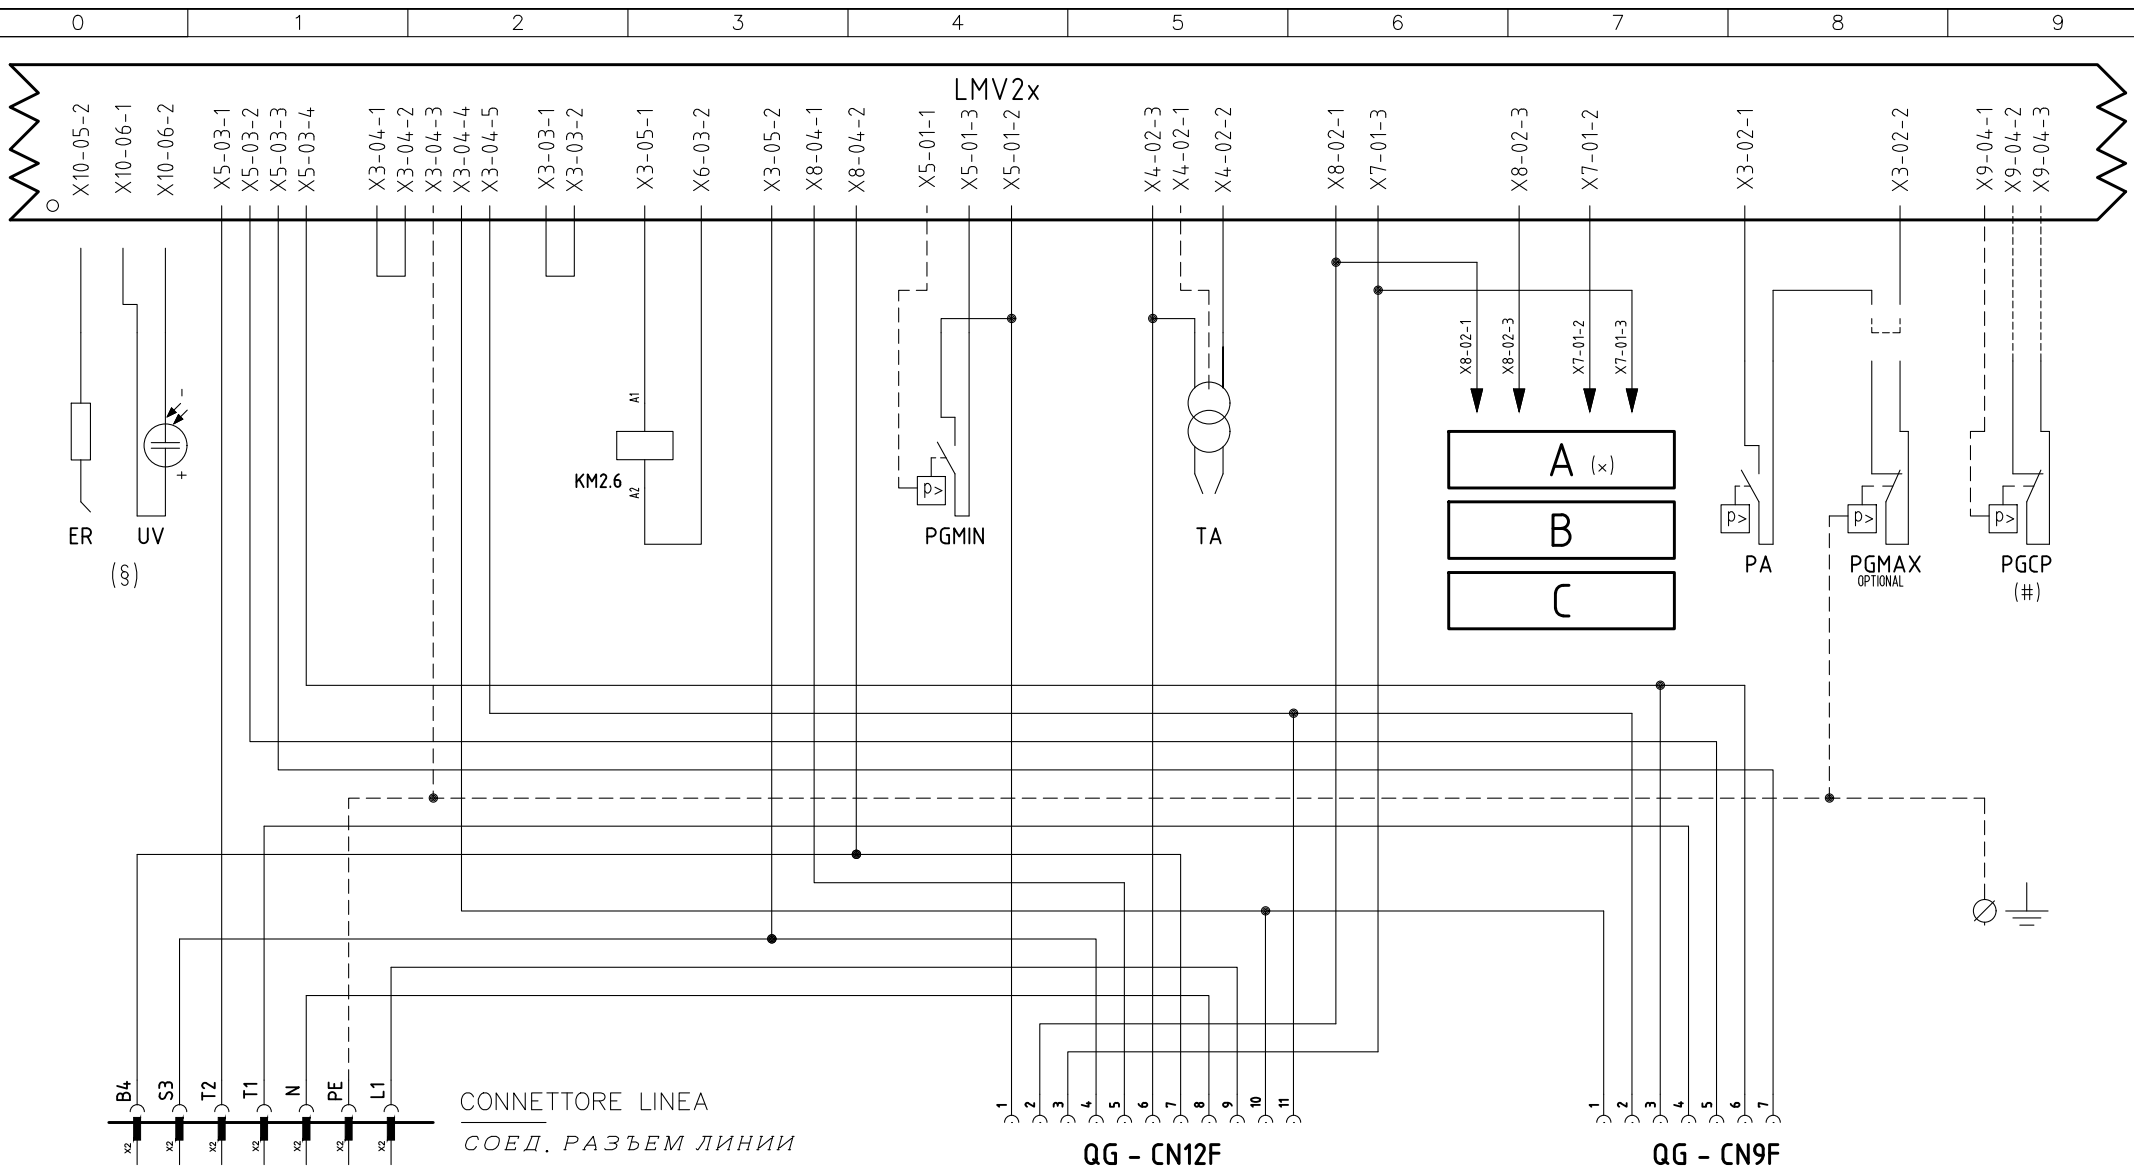 0 1 2 3 4 5 6 7 8 9
LMV2x
X10-05-2
X10-06-1
X10-06-2
X5-03-1
X5-03-2
X5-03-3
X5-03-4
X3-04-1
X3-04-2
X3-04-3
X3-04-4
X3-04-5
X3-03-1
X3-03-2
X3-05-1
X6-03-2
X3-05-2
X8-04-1
X8-04-2
X5-01-1
X5-01-3
X5-01-2
X4-02-3
X4-02-1
X4-02-2
X8-02-1
X7-01-3
X8-02-3
X7-01-2
X3-02-1
X3-02-2
X9-04-1
X9-04-2
X9-04-3
X8-02-1
X8-02-3
X7-01-2
X7-01-3
-
+
A1
KM2.6
A2
p>
p>
p>
p>
A (x)
B
C
ER
UV
(§)
PGMIN
TA
PA
PGMAX
OPTIONAL
PGCP
(#)
B4
S3
T2
T1
N
PE
L1
X2
X2
X2
X2
X2
X2
X2
CONNETTORE LINEA
СОЕД. РАЗЪЕМ ЛИНИИ
1 2 3 4 5 6 7 8 9 10 11
QG - CN12F
1 2 3 4 5 6 7
QG - CN9F